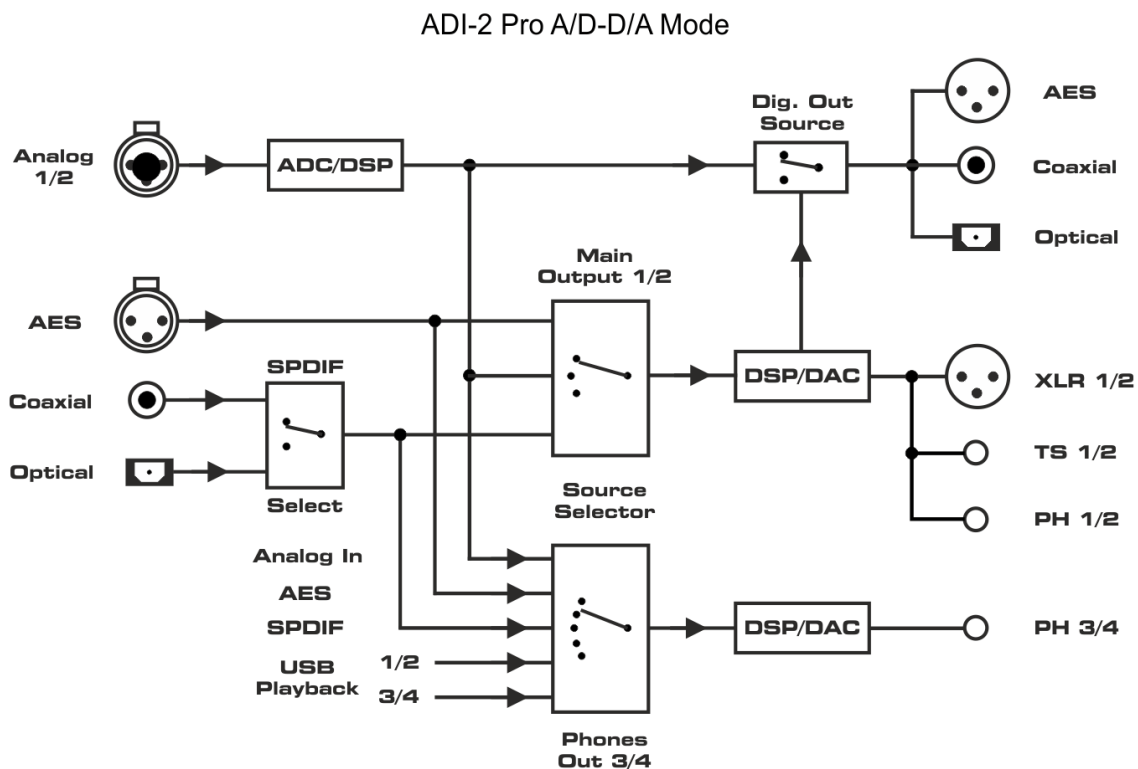 ADI-2 Pro A/D-D/A Mode
Analog
1/2
ADC/DSP
Dig. Out
Source
AES
Coaxial
Optical
AES
Main
Output 1/2
Coaxial
SPDIF
Optical
Select
DSP/DAC
XLR 1/2
TS 1/2
PH 1/2
Source
Selector
Analog In
AES
SPDIF
USB
Playback
1/2
3/4
DSP/DAC
PH 3/4
Phones
Out 3/4